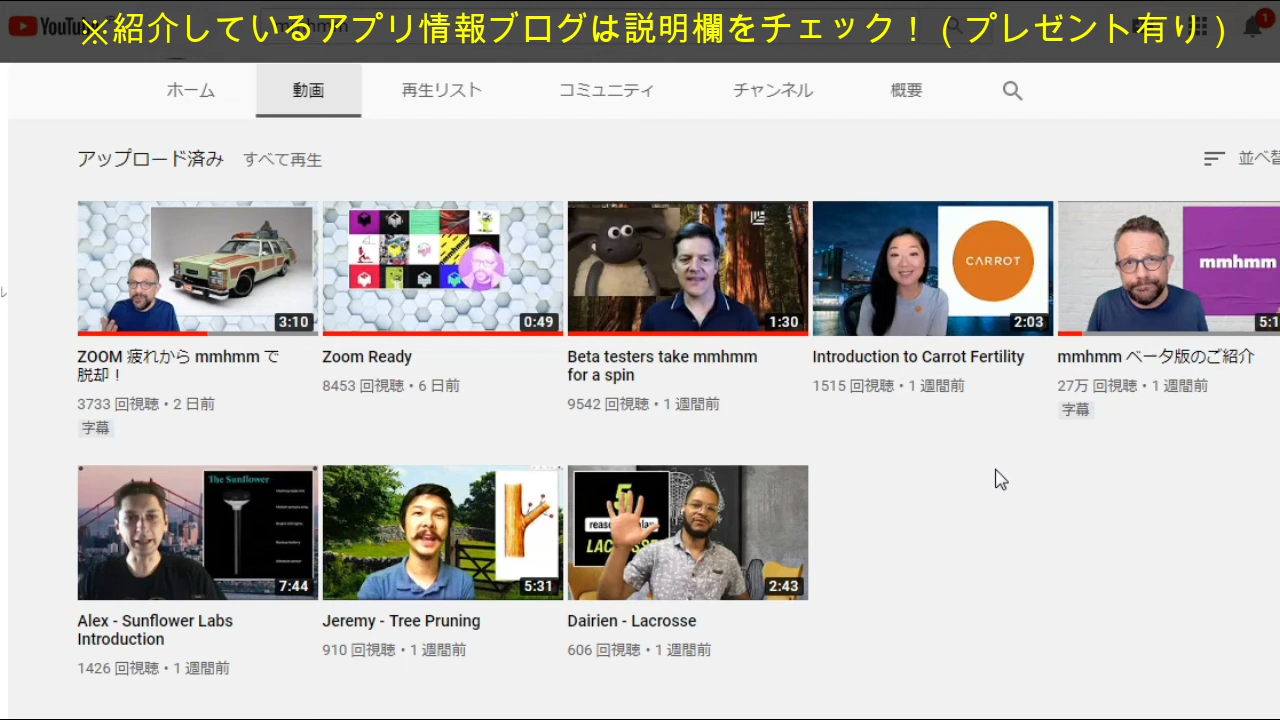 ※紹介しているアプリ情報ブログは説明欄をチェック！（プレゼント有り）
1
ホーム 動画 再生リスト コミュニティ チャンネル 概要
アップロード済み すべて再生
3:10
ZOOM 疲れから mmhmm で
脱却！
3733 回視聴・2 日前
字幕
0:49
Zoom Ready
8453 回視聴・6 日前
1:30
Beta testers take mmhmm
for a spin
9542 回視聴・1 週間前
CARROT
2:03
Introduction to Carrot Fertility
1515 回視聴・1 週間前
mmhmm
mmhmm ベータ版のご紹介
27万 回視聴・1 週間前
字幕
The Sunflower
7:44
Alex - Sunflower Labs
Introduction
1426 回視聴・1 週間前
5:31
Jeremy - Tree Pruning
910 回視聴・1 週間前
5
2:43
Dairien - Lacrosse
606 回視聴・1 週間前